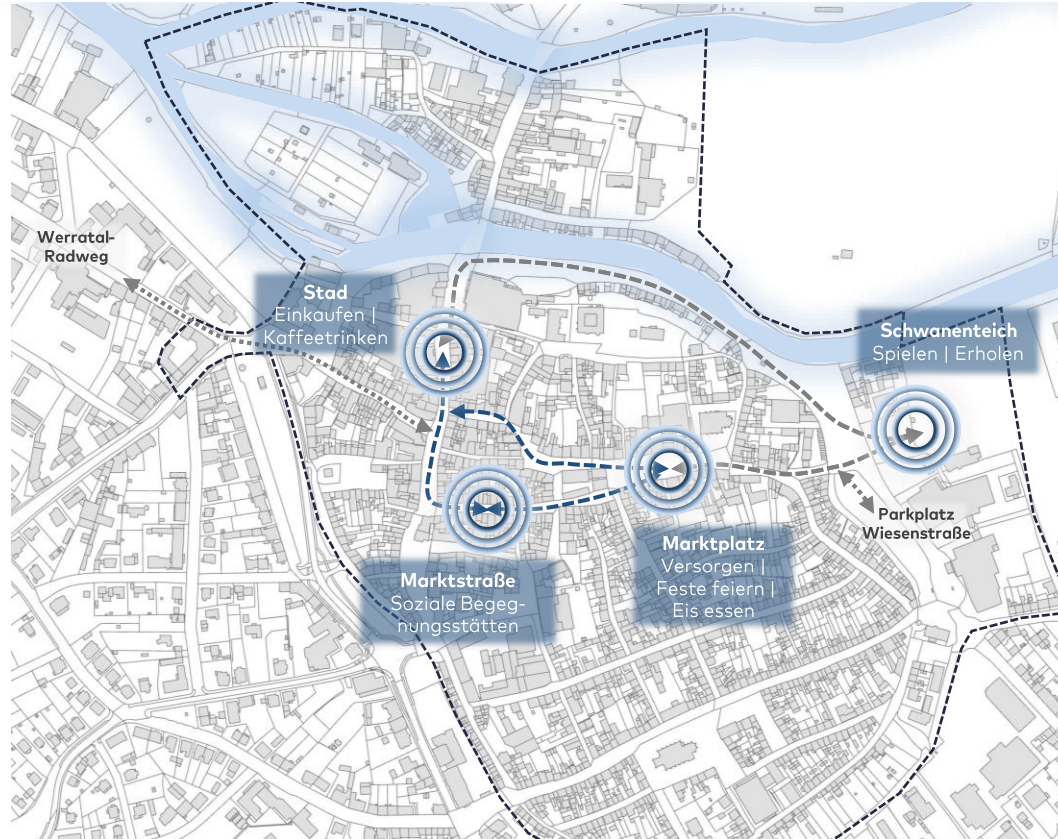 Werratal-
Radweg
Stad
Einkaufen |
Kaffeetrinken
Schwanenteich
Spielen | Erholen
Parkplatz
Wiesenstraße
Marktplatz
Versorgen |
Feste feiern |
Eis essen
Marktstraße
Soziale Begeg-
nungsstätten